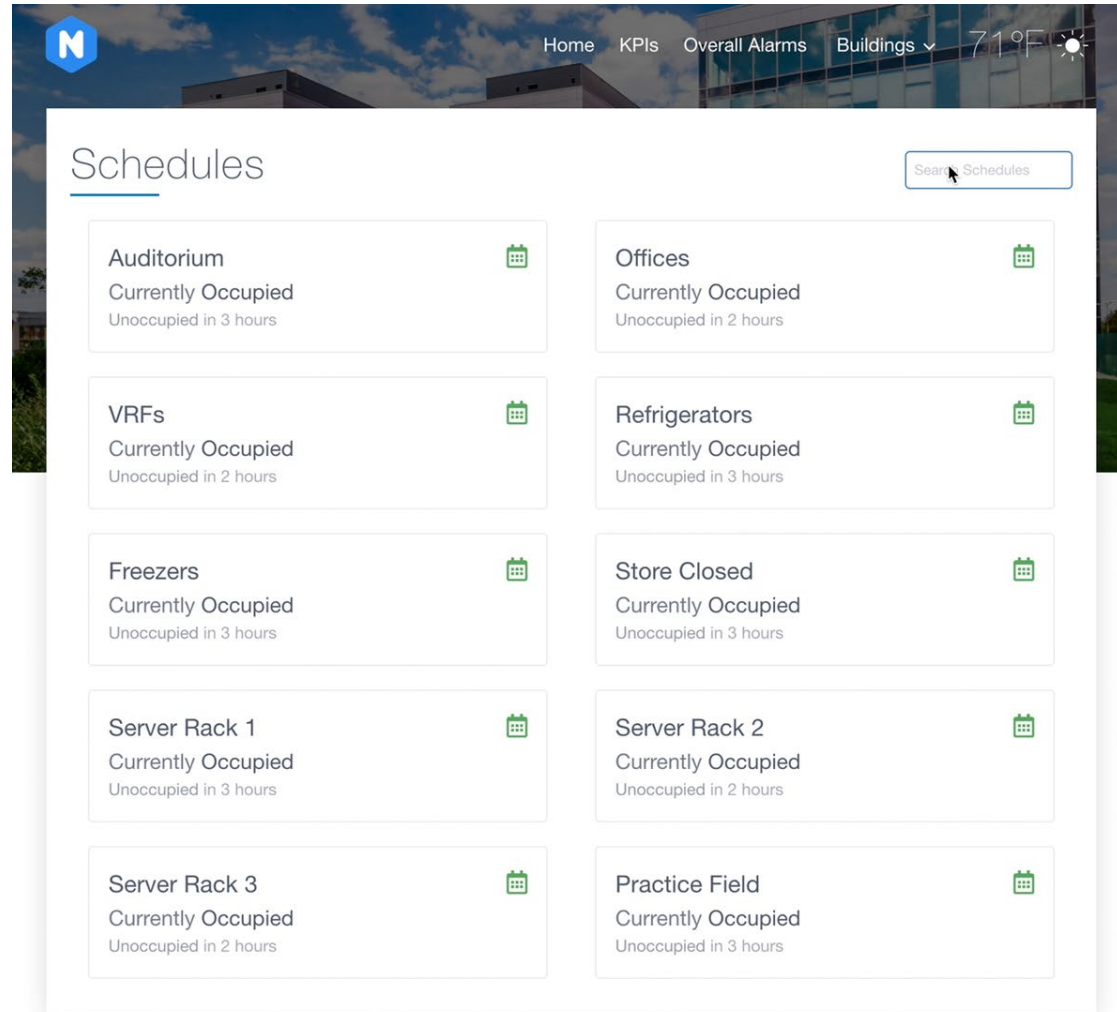 N
Home KPIs Overall Alarms Buildings 71°F
Schedules
Search Schedules
Auditorium
Currently Occupied
Unoccupied in 3 hours
Offices
Currently Occupied
Unoccupied in 2 hours
VRFs
Currently Occupied
Unoccupied in 2 hours
Refrigerators
Currently Occupied
Unoccupied in 3 hours
Freezers
Currently Occupied
Unoccupied in 3 hours
Store Closed
Currently Occupied
Unoccupied in 3 hours
Server Rack 1
Currently Occupied
Unoccupied in 3 hours
Server Rack 2
Currently Occupied
Unoccupied in 2 hours
Server Rack 3
Currently Occupied
Unoccupied in 2 hours
Practice Field
Currently Occupied
Unoccupied in 3 hours